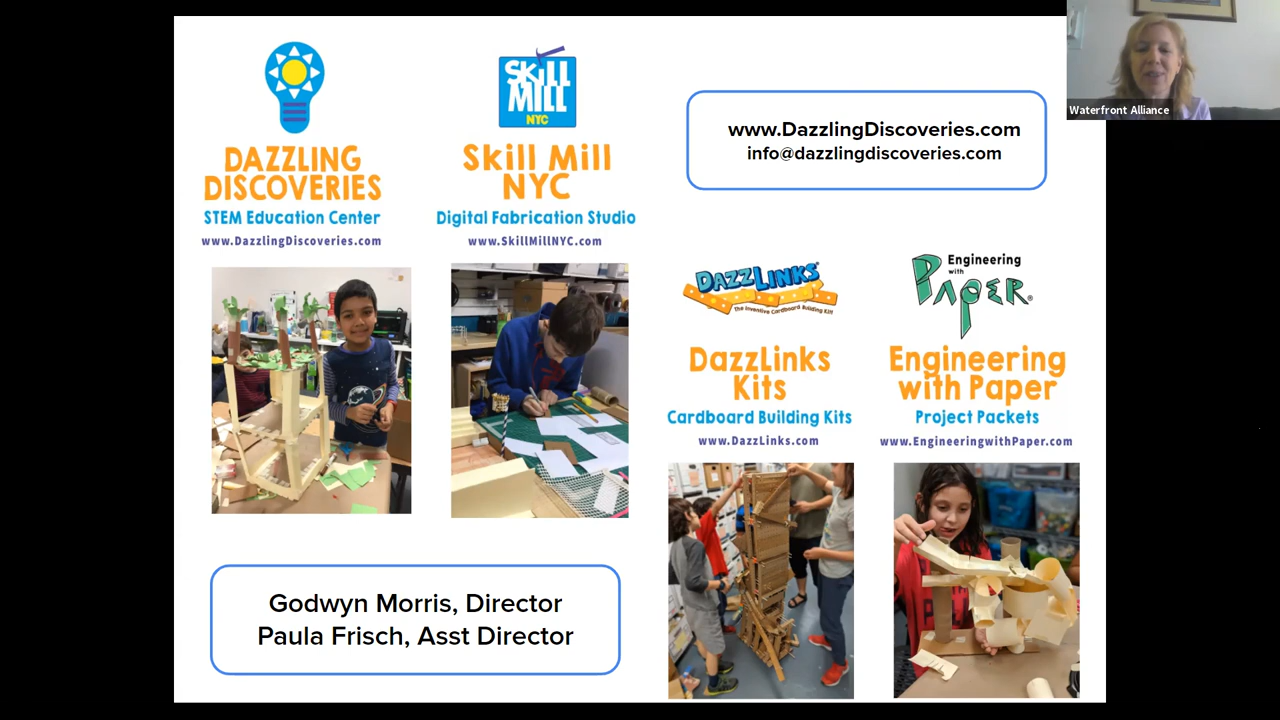 SKILL
MILL
NYC
DAZZLING
DISCOVERIES
STEM Education Center
www.DazzlingDiscoveries.com
Skill Mill
NYC
Digital Fabrication Studio
www.SkillMillNYC.com
www.DazzlingDiscoveries.com
info@dazzlingdiscoveries.com
Waterfront Alliance
DAZZLINKS®
The Inventive Cardboard Building Kit!
DazzLinks
Kits
Cardboard Building Kits
www.DazzLinks.com
Engineering
with
PAPER®
Engineering
with Paper
Project Packets
www.EngineeringwithPaper.com
Godwyn Morris, Director
Paula Frisch, Asst Director